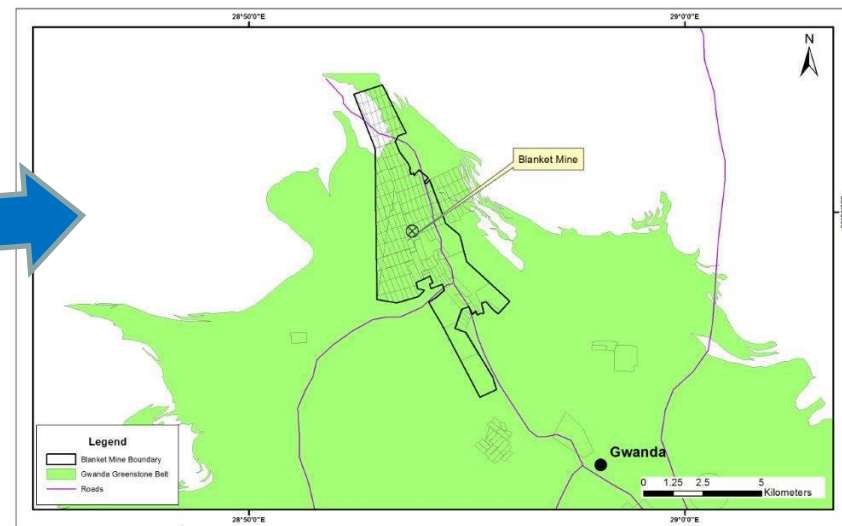 28°50'0"E
29°0'0"E
N
Blanket Mine
Legend
Blanket Mine Boundary
Gwanda Greenstone Belt
Roads
Gwanda
0 1.25 2.5 5
Kilometers
28°50'0"E
29°0'0"E